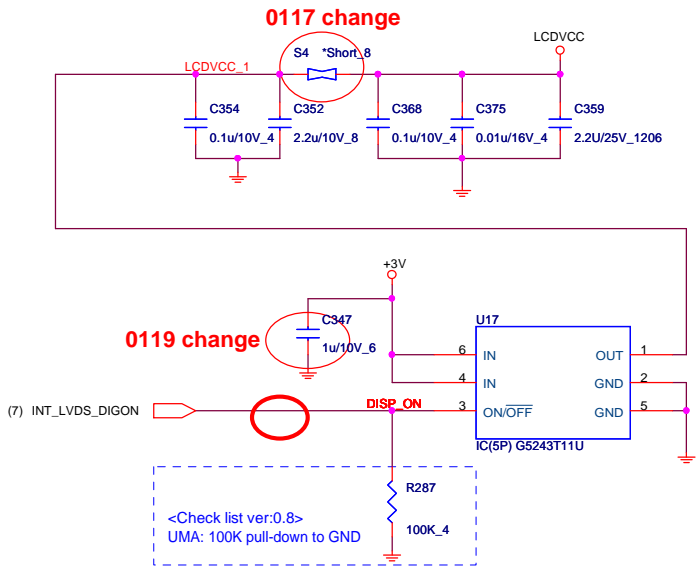 0117 change
LCDVCC
S4 *Short_8
LCDVCC_1
C354
0.1u/10V_4
C352
2.2u/10V_8
C368
0.1u/10V_4
C375
0.01u/16V_4
C359
2.2U/25V_1206
+3V
0119 change
C347
1u/10V_6
U17
6 IN OUT 1
4 IN GND 2
3 ON/OFF GND 5
IC(5P) G5243T11U
(7) INT_LVDS_DIGON
DISP_ON
R287
100K_4
<Check list ver:0.8>
UMA: 100K pull-down to GND